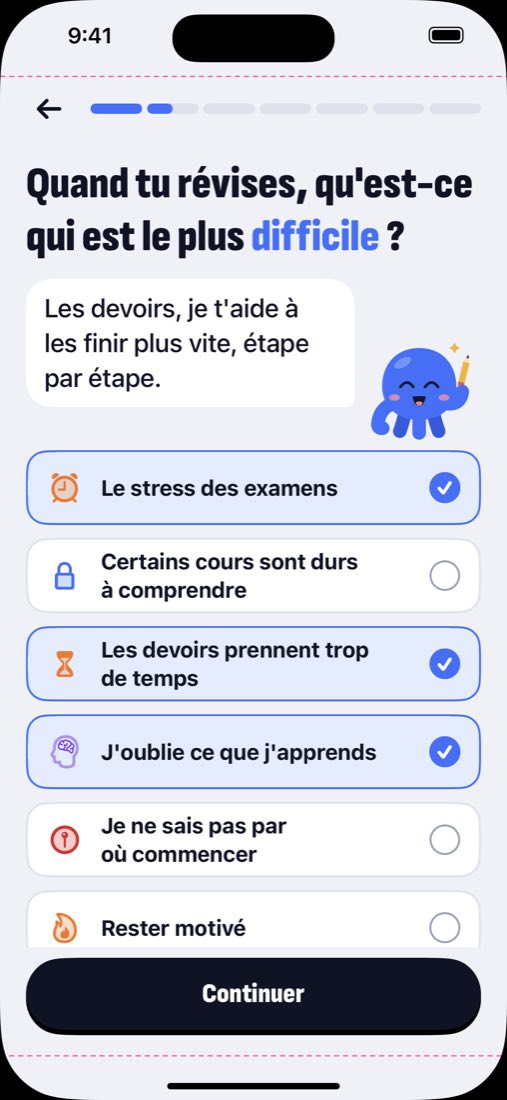 9:41
Quand tu révises, qu'est-ce
qui est le plus difficile ?
Les devoirs, je t'aide à
les finir plus vite, étape
par étape.
Le stress des examens
Certains cours sont durs
à comprendre
Les devoirs prennent trop
de temps
J'oublie ce que j'apprends
Je ne sais pas par
où commencer
Rester motivé
Continuer